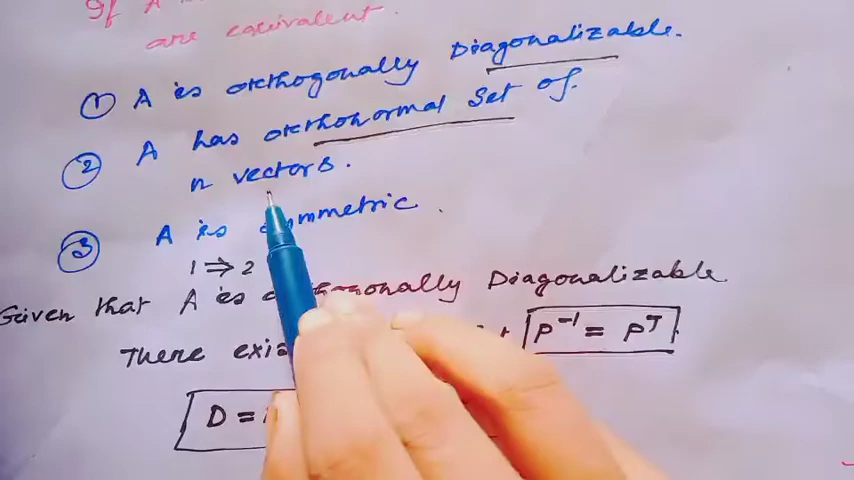 If A
are equivalent.
① A is orthogonally Diagonalizable.
② A has orthonormal set of
n vectors.
③ A is symmetric.
1 ⇒ 2
Given that A is orthogonally Diagonalizable
There P⁻¹ = Pᵀ
D =